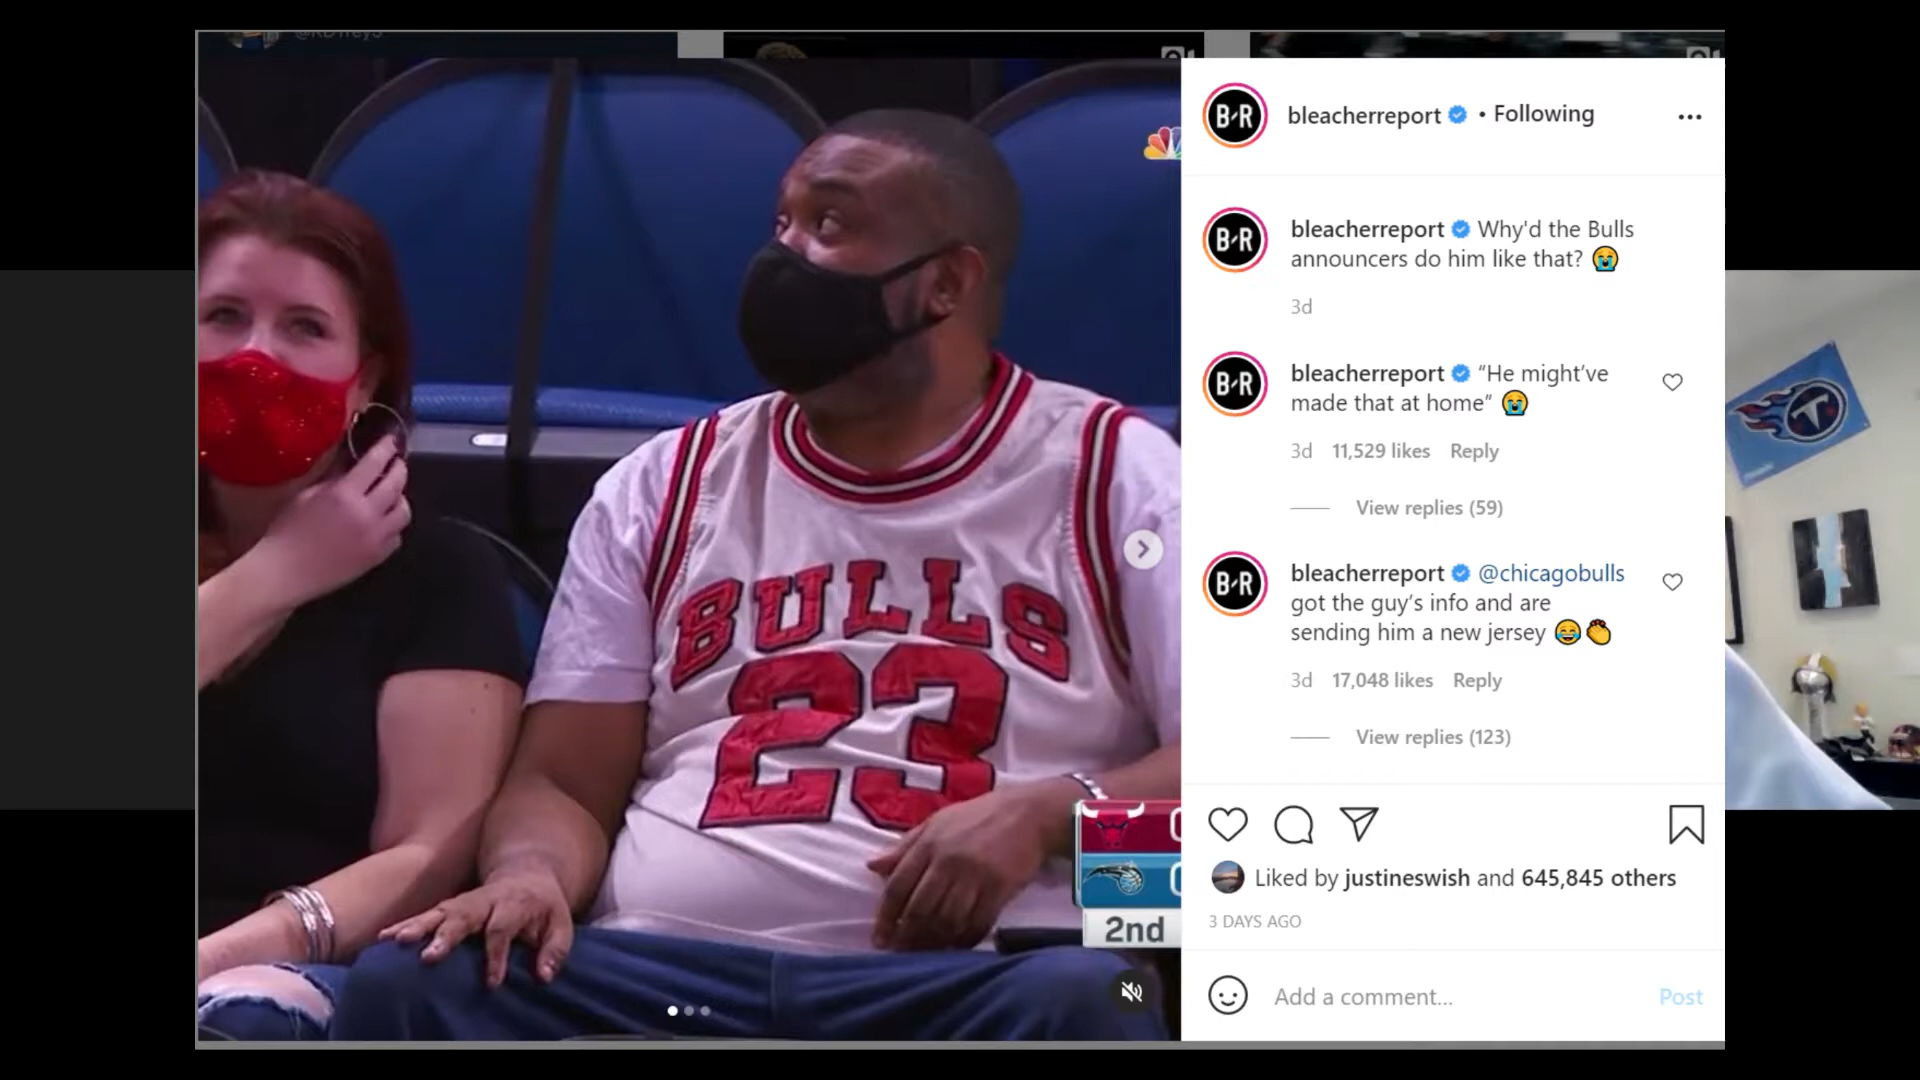 @KDTrey5
B/R
bleacherreport • Following
B/R
bleacherreport Why'd the Bulls
announcers do him like that? 😭
3d
B/R
bleacherreport “He might’ve
made that at home” 😭
3d 11,529 likes Reply
View replies (59)
B/R
bleacherreport @chicagobulls
got the guy’s info and are
sending him a new jersey 😂👏
3d 17,048 likes Reply
View replies (123)
Liked by justineswish and 645,845 others
3 DAYS AGO
Add a comment... Post
BULLS
23
2nd
T